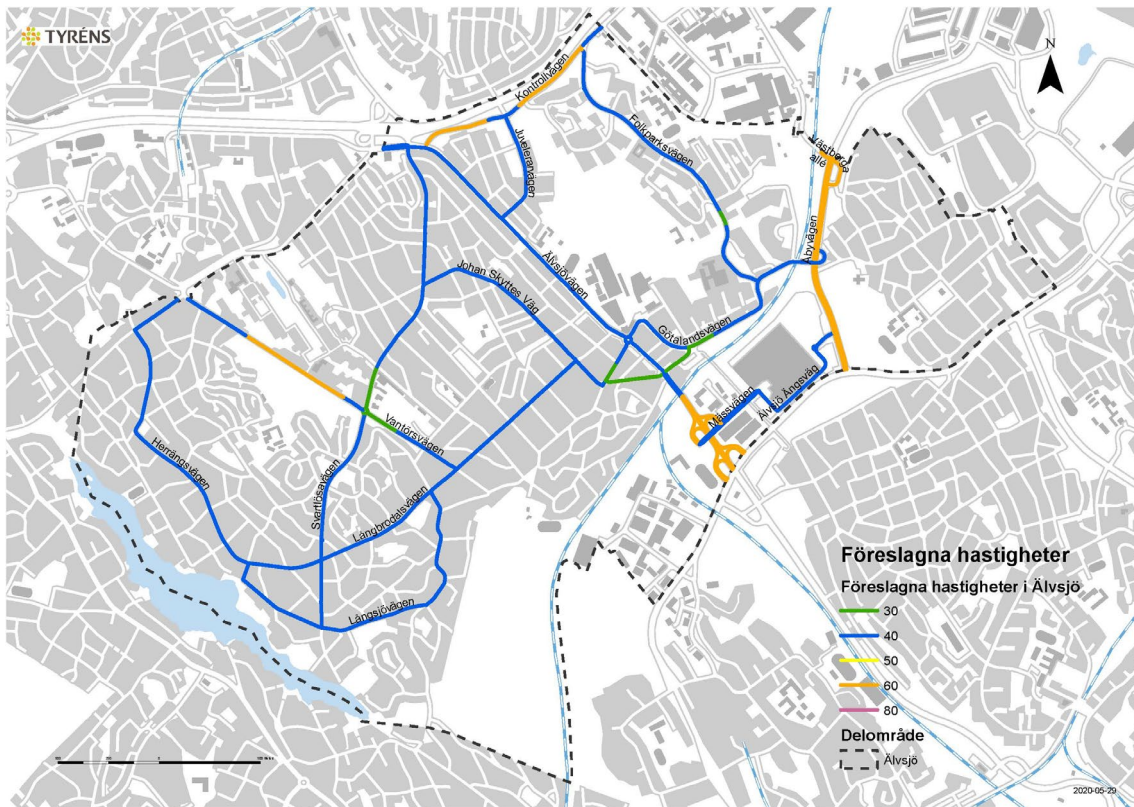 TYRÉNS
N
Kontrollvägen
Västberga
allé
Folkparksvägen
Juvelerarvägen
Åbyvägen
Älvsjövägen
Johan Skyttes Väg
Götalandsvägen
Mässvägen
Älvsjö Ängsväg
Vantörsvägen
Herrängsvägen
Svartlösavägen
Långbrodalsvägen
Långsjövägen
Föreslagna hastigheter
Föreslagna hastigheter i Älvsjö
30
40
50
60
80
Delområde
Älvsjö
2020-05-29